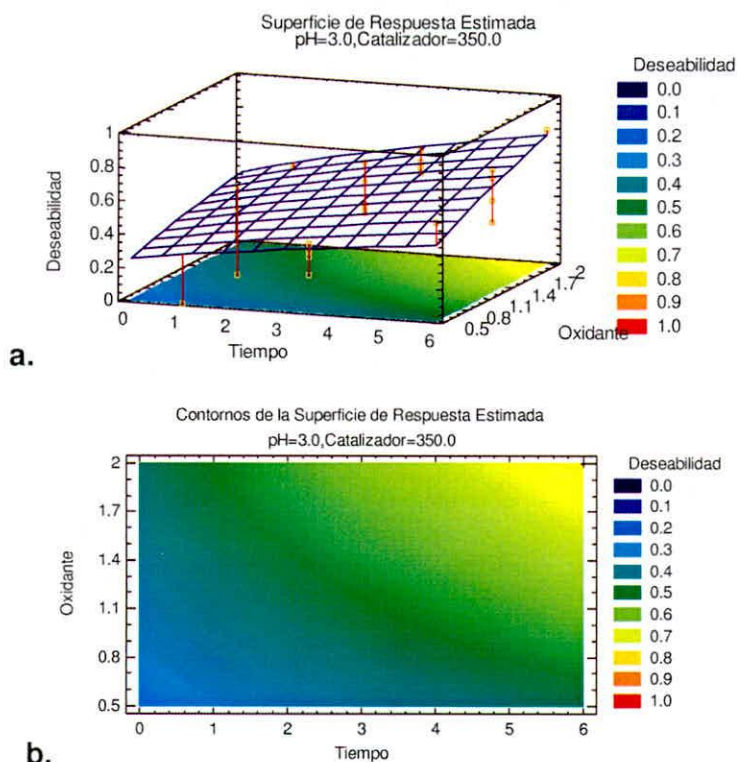 Superficie de Respuesta Estimada
pH=3.0,Catalizador=350.0
Deseabilidad
0.0
0.1
0.2
0.3
0.4
0.5
0.6
0.7
0.8
0.9
1.0
Deseabilidad
1
0.8
0.6
0.4
0.2
0
0 1 2 3 4 5 6
Tiempo
0.5 0.8 1.1 1.4 1.7 2
Oxidante
a.
Contornos de la Superficie de Respuesta Estimada
pH=3.0,Catalizador=350.0
Deseabilidad
0.0
0.1
0.2
0.3
0.4
0.5
0.6
0.7
0.8
0.9
1.0
Oxidante
2
1.7
1.4
1.1
0.8
0.5
0 1 2 3 4 5 6
Tiempo
b.